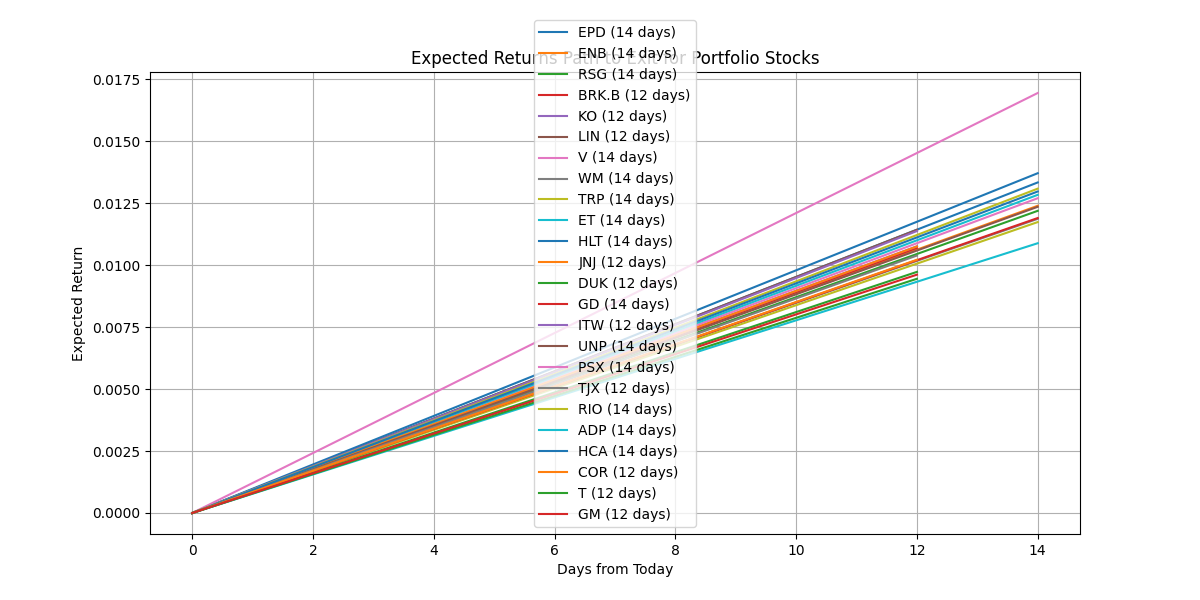 Expected Returns Path to Exit for Portfolio Stocks
EPD (14 days)
ENB (14 days)
RSG (14 days)
BRK.B (12 days)
KO (12 days)
LIN (12 days)
V (14 days)
WM (14 days)
TRP (14 days)
ET (14 days)
HLT (14 days)
JNJ (12 days)
DUK (12 days)
GD (14 days)
ITW (12 days)
UNP (14 days)
PSX (14 days)
TJX (12 days)
RIO (14 days)
ADP (14 days)
HCA (14 days)
COR (12 days)
T (12 days)
GM (12 days)
Expected Return
0.0175
0.0150
0.0125
0.0100
0.0075
0.0050
0.0025
0.0000
0 2 4 6 8 10 12 14
Days from Today